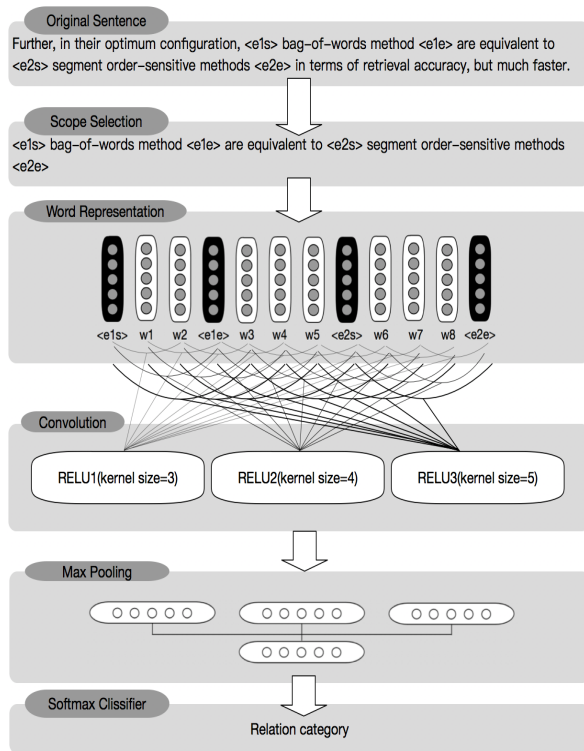 Original Sentence
Further, in their optimum configuration, <e1s> bag-of-words method <e1e> are equivalent to
<e2s> segment order-sensitive methods <e2e> in terms of retrieval accuracy, but much faster.
Scope Selection
<e1s> bag-of-words method <e1e> are equivalent to <e2s> segment order-sensitive methods
<e2e>
Word Representation
<e1s> w1 w2 <e1e> w3 w4 w5 <e2s> w6 w7 w8 <e2e>
Convolution
RELU1(kernel size=3) RELU2(kernel size=4) RELU3(kernel size=5)
Max Pooling
Softmax Clissifier
Relation category